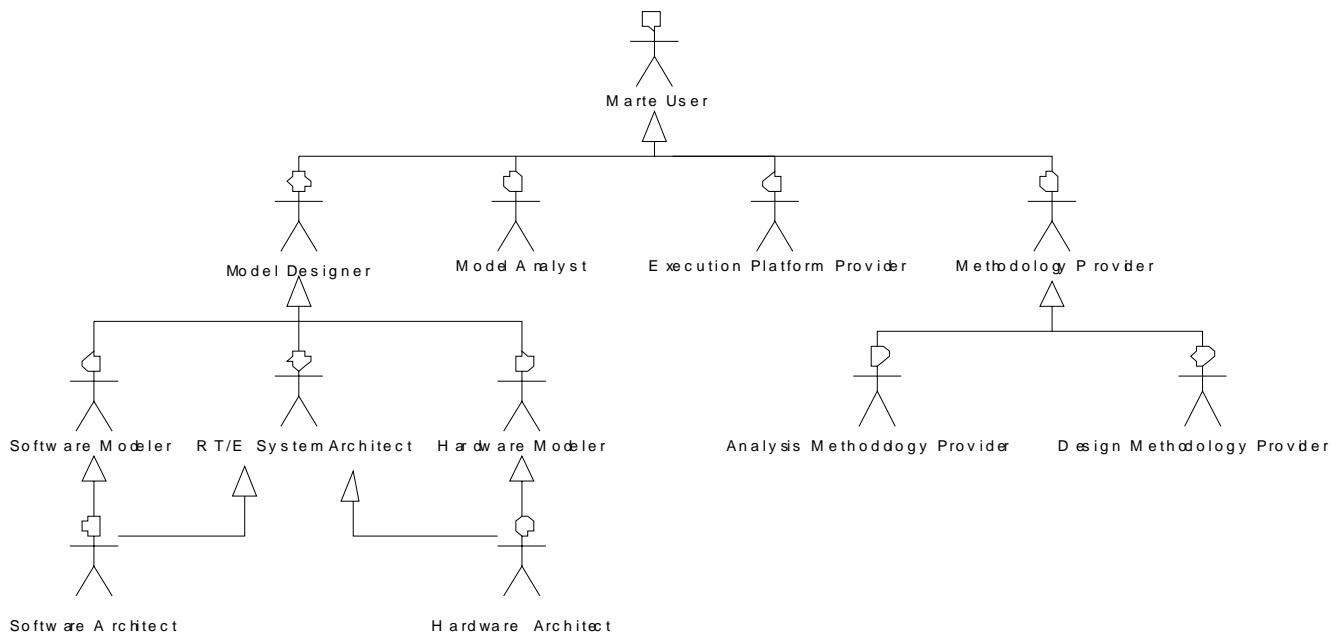 Marte User
Model Designer
Model Analyst
Execution Platform Provider
Methodology Provider
Software Modeler
RT/E System Architect
Hardware Modeler
Analysis Methodology Provider
Design Methodology Provider
Software Architect
Hardware Architect